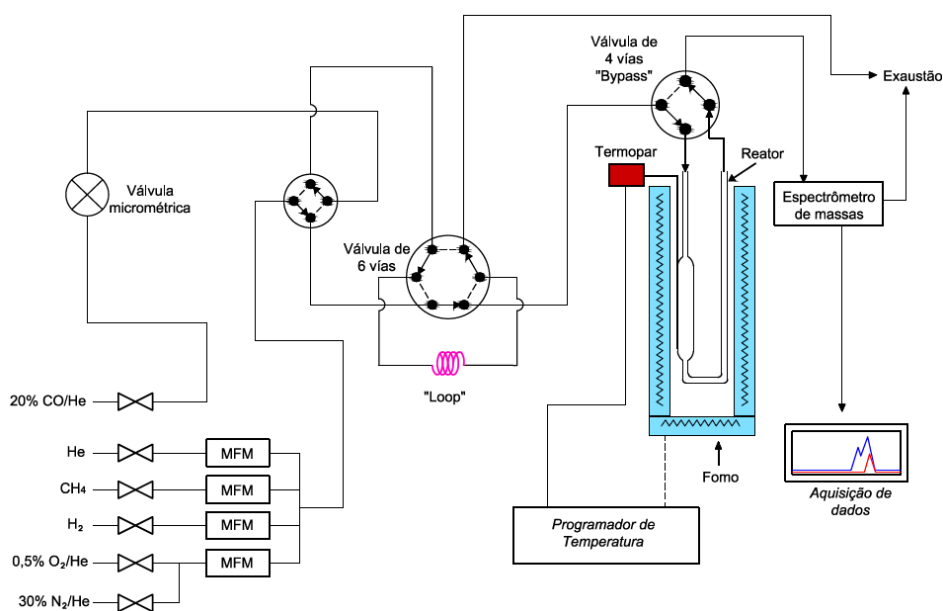 Válvula de
4 vías
"Bypass"
Exaustão
Termopar
Reator
Válvula
micrométrica
Espectrômetro
de massas
Válvula de
6 vías
"Loop"
20% CO/He
He
MFM
CH₄
MFM
H₂
MFM
0,5% O₂/He
MFM
30% N₂/He
Forno
Programador de
Temperatura
Aquisição de
dados